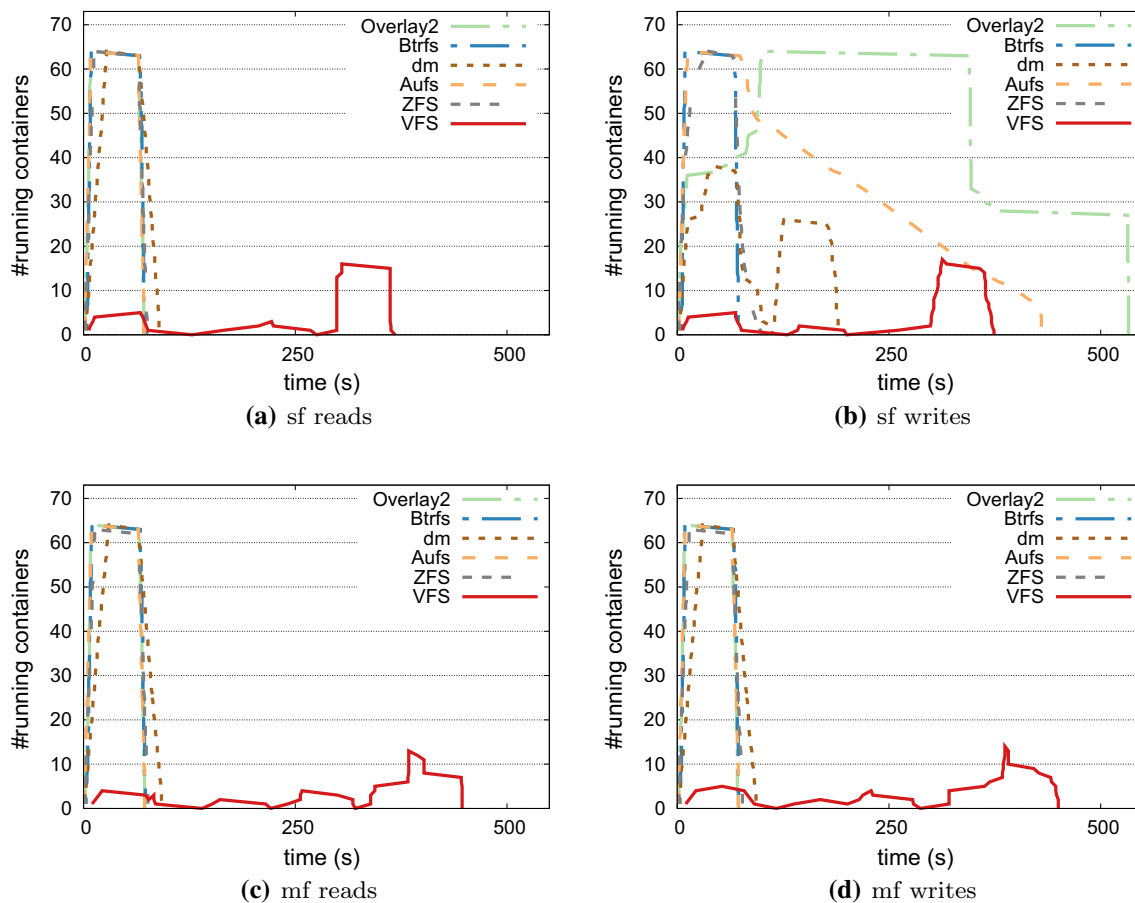 #running containers
70
60
50
40
30
20
10
0
Overlay2
Btrfs
dm
Aufs
ZFS
VFS
0 250 500
time (s)
(a) sf reads
#running containers
70
60
50
40
30
20
10
0
Overlay2
Btrfs
dm
Aufs
ZFS
VFS
0 250 500
time (s)
(b) sf writes
#running containers
70
60
50
40
30
20
10
0
Overlay2
Btrfs
dm
Aufs
ZFS
VFS
0 250 500
time (s)
(c) mf reads
#running containers
70
60
50
40
30
20
10
0
Overlay2
Btrfs
dm
Aufs
ZFS
VFS
0 250 500
time (s)
(d) mf writes